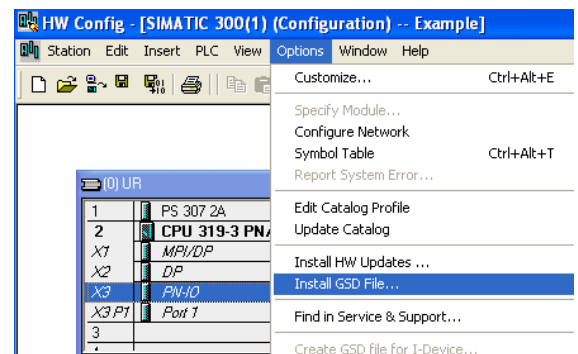 HW Config - [SIMATIC 300(1) (Configuration) -- Example]
Station Edit Insert PLC View Options Window Help
Customize... Ctrl+Alt+E
Specify Module...
Configure Network
Symbol Table Ctrl+Alt+T
Report System Error...
Edit Catalog Profile
Update Catalog
Install HW Updates ...
Install GSD File...
Find in Service & Support...
Create GSD file for I-Device...
(0) UR
1 PS 307 2A
2 CPU 319-3 PN/
X1 MPI/DP
X2 DP
X3 PN-IO
X3 P1 Port 1
3